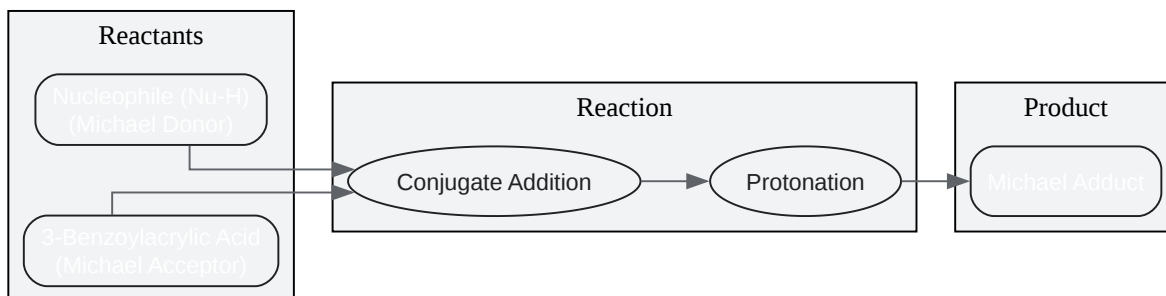 Reactants
Nucleophile (Nu-H)
(Michael Donor)
3-Benzoylacrylic Acid
(Michael Acceptor)
Reaction
Conjugate Addition
Protonation
Product
Michael Adduct